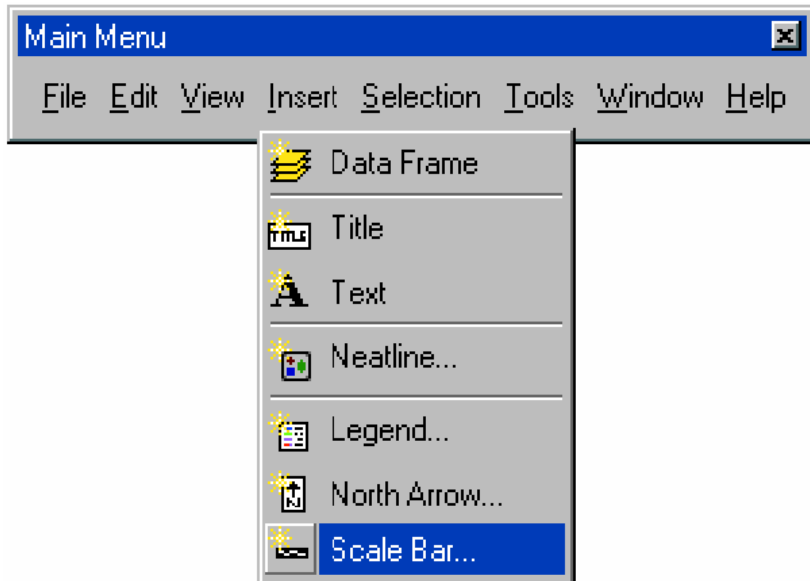 Main Menu
File Edit View Insert Selection Tools Window Help
Data Frame
TITLE Title
A Text
Neatline...
Legend...
N North Arrow...
Scale Bar...